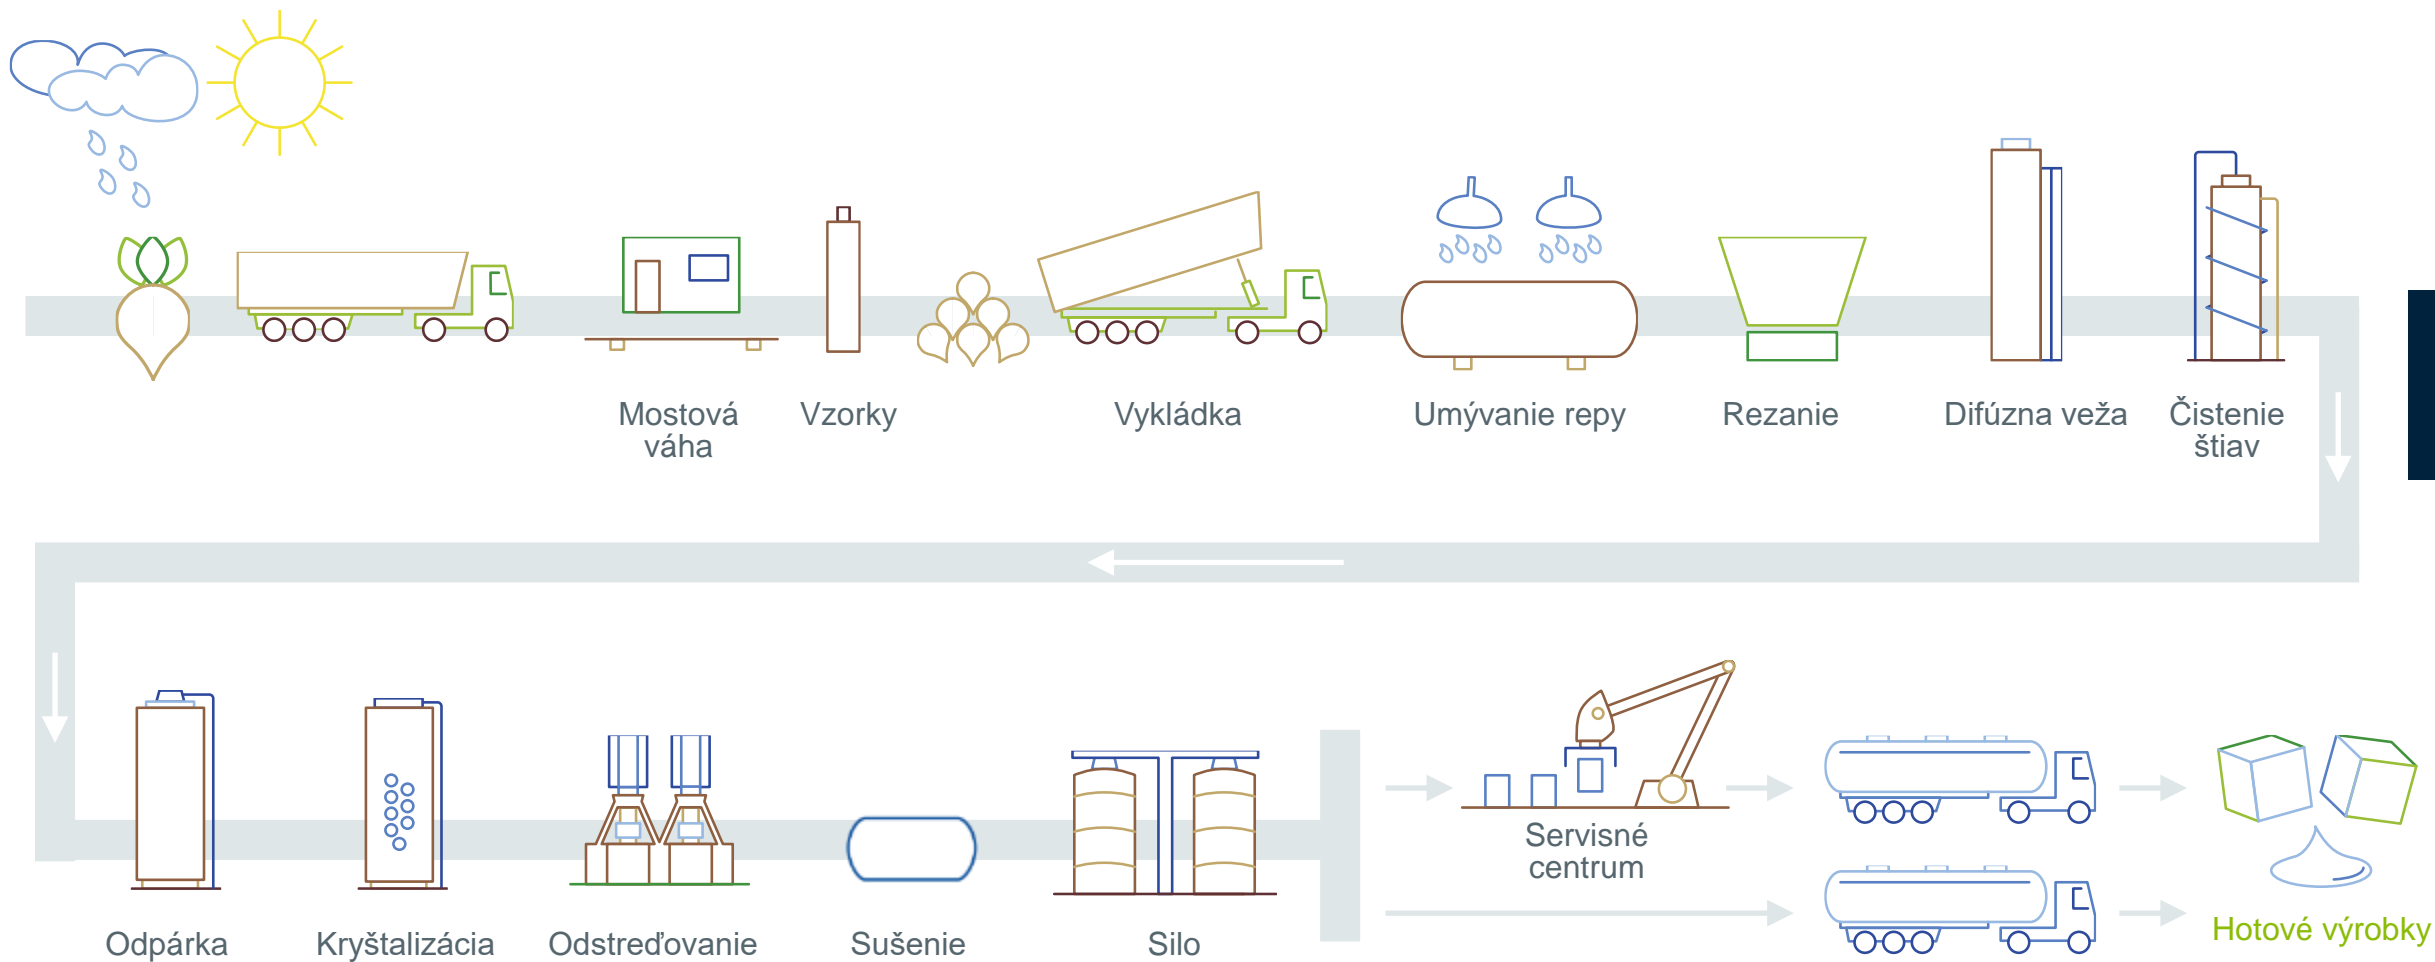 Mostová
váha
Vzorky
Vykládka
Umývanie repy
Rezanie
Difúzna veža
Čistenie
štiav
Servisné
centrum
Odpárka
Kryštalizácia
Odstreďovanie
Sušenie
Silo
Hotové výrobky